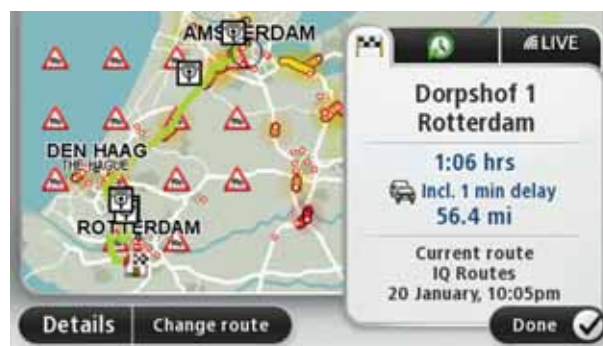 AMSTERDAM
DEN HAAG
THE HAGUE
ROTTERDAM
LIVE
Dorpshof 1
Rotterdam
1:06 hrs
Incl. 1 min delay
56.4 mi
Current route
IQ Routes
20 January, 10:05pm
Details
Change route
Done